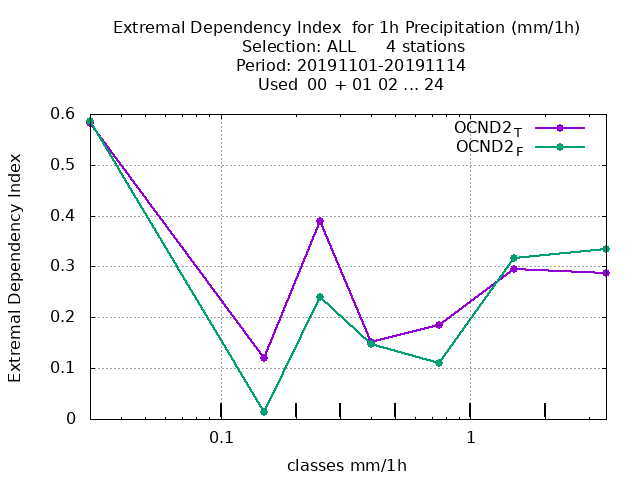 Extremal Dependency Index  for 1h Precipitation (mm/1h)
Selection: ALL      4 stations
Period: 20191101-20191114
Used  00  + 01 02 ... 24
OCND2_T
OCND2_F
0.6
0.5
0.4
0.3
0.2
0.1
0
Extremal Dependency Index
0.1 1
classes mm/1h